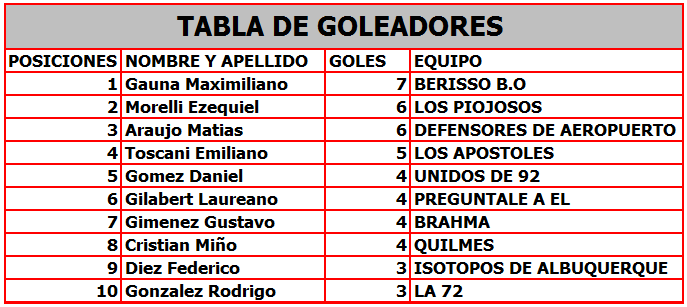 TABLA DE GOLEADORES
POSICIONES NOMBRE Y APELLIDO GOLES EQUIPO
1 Gauna Maximiliano 7 BERISSO B.O
2 Morelli Ezequiel 6 LOS PIOJOSOS
3 Araujo Matias 6 DEFENSORES DE AEROPUERTO
4 Toscani Emiliano 5 LOS APOSTOLES
5 Gomez Daniel 4 UNIDOS DE 92
6 Gilabert Laureano 4 PREGUNTALE A EL
7 Gimenez Gustavo 4 BRAHMA
8 Cristian Miño 4 QUILMES
9 Diez Federico 3 ISOTOPOS DE ALBUQUERQUE
10 Gonzalez Rodrigo 3 LA 72